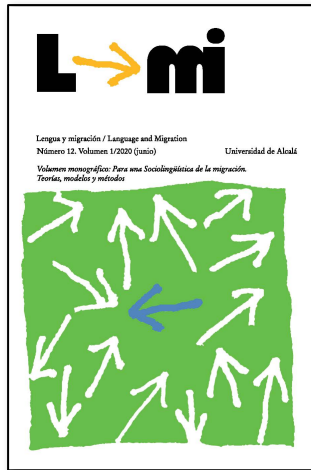 L mi
Lengua y migración / Language and Migration
Número 12. Volumen 1/2020 (junio) Universidad de Alcalá
Volumen monográfico: Para una Sociolingüística de la migración.
Teorías, modelos y métodos